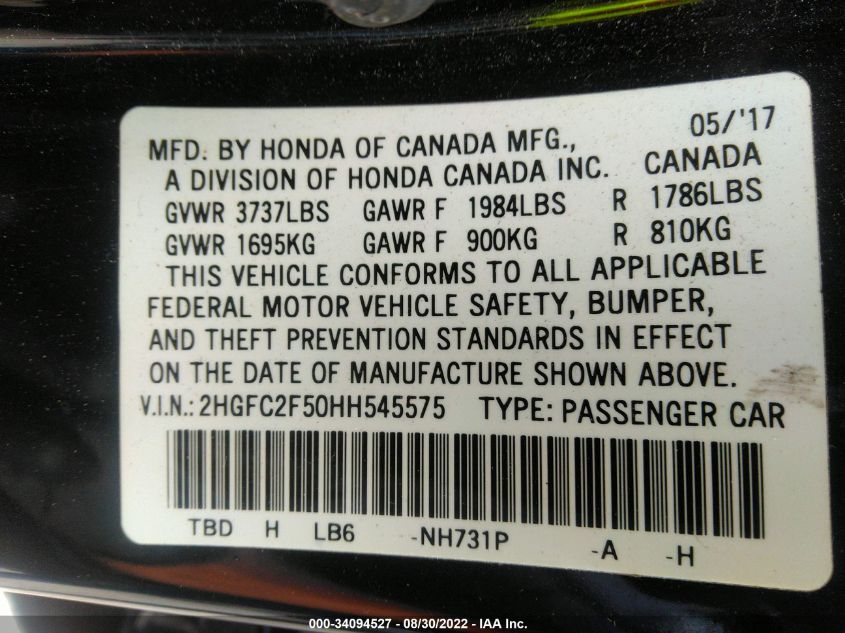 05/'17
MFD. BY HONDA OF CANADA MFG.,
A DIVISION OF HONDA CANADA INC. CANADA
GVWR 3737LBS GAWR F 1984LBS R 1786LBS
GVWR 1695KG GAWR F 900KG R 810KG
THIS VEHICLE CONFORMS TO ALL APPLICABLE
FEDERAL MOTOR VEHICLE SAFETY, BUMPER,
AND THEFT PREVENTION STANDARDS IN EFFECT
ON THE DATE OF MANUFACTURE SHOWN ABOVE.
V.I.N.: 2HGFC2F50HH545575 TYPE: PASSENGER CAR
TBD H LB6 -NH731P -A -H
000-34094527 - 08/30/2022 - IAA Inc.